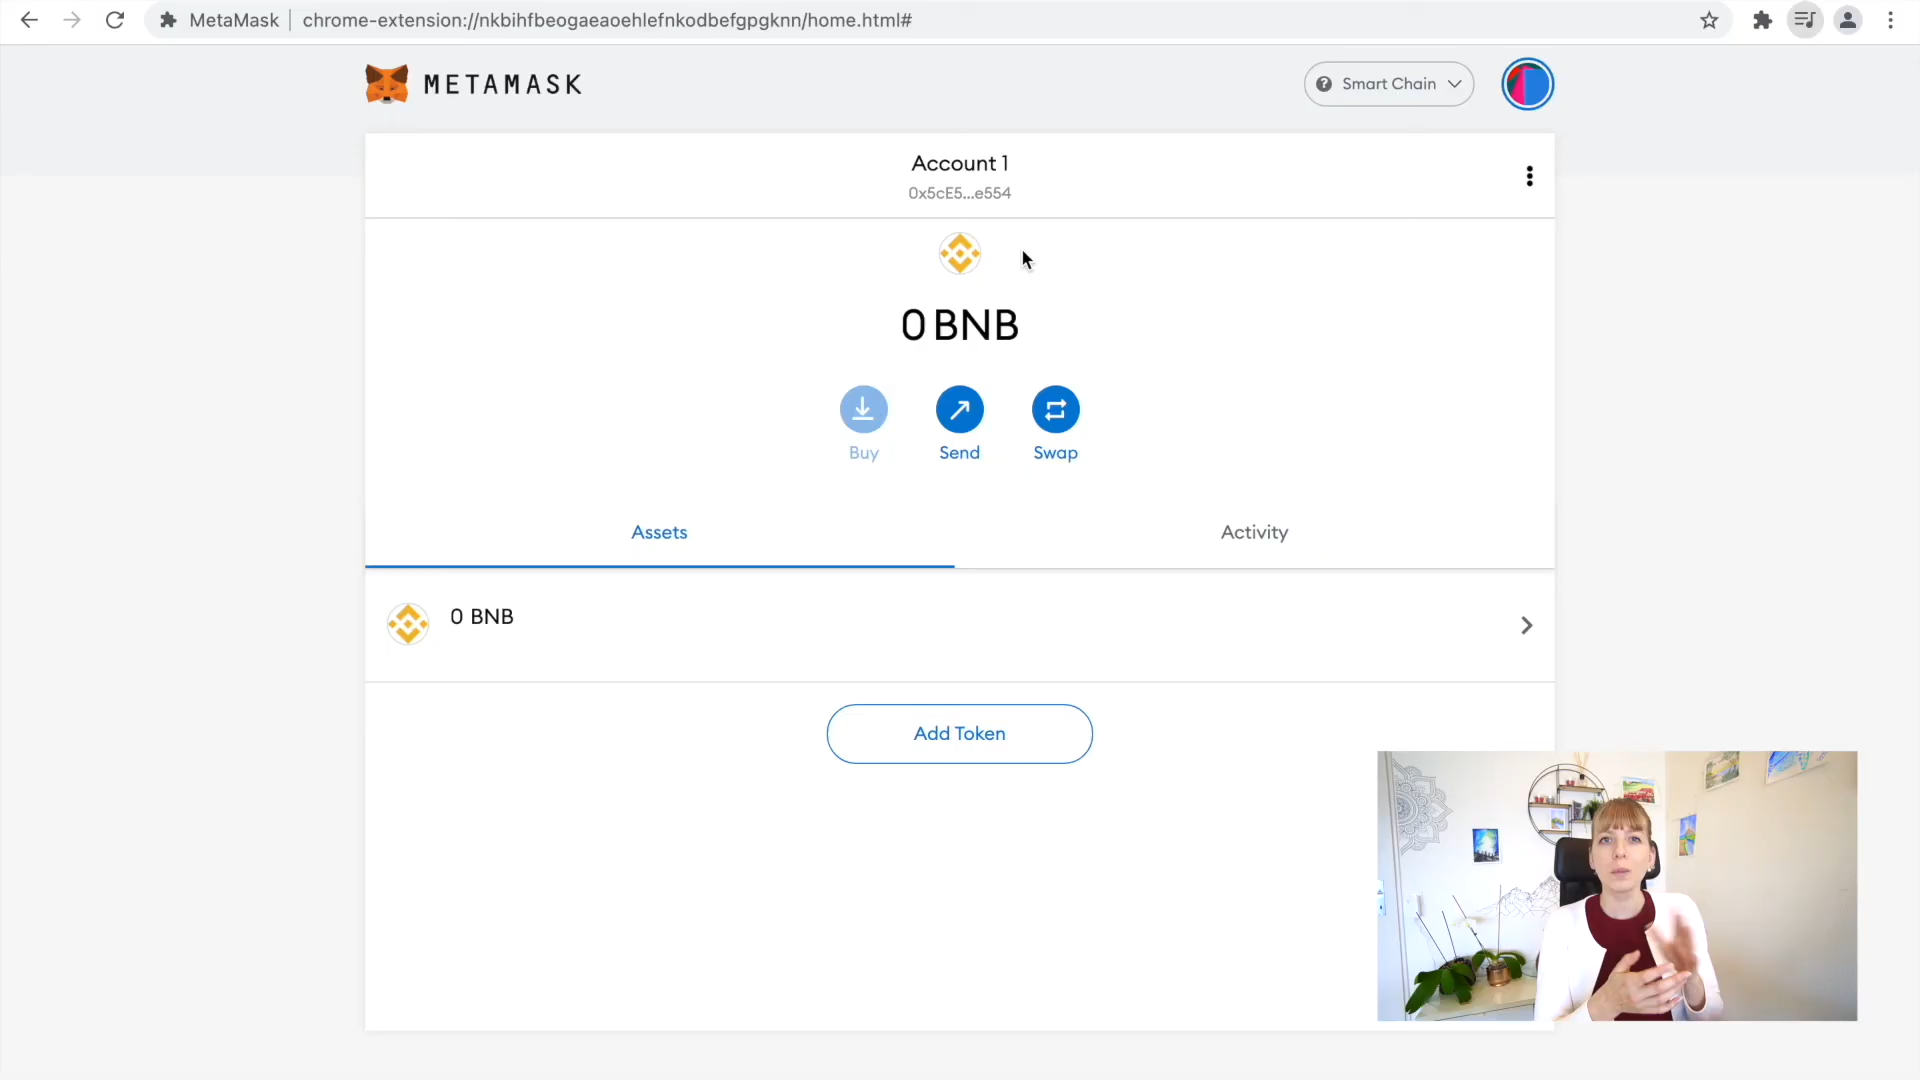 MetaMask | chrome-extension://nkbihfbeogaeaoehlefnkodbefgpgknn/home.html#
METAMASK
Smart Chain
Account 1
0x5cE5...e554
0 BNB
Buy
Send
Swap
Assets
Activity
0 BNB
Add Token